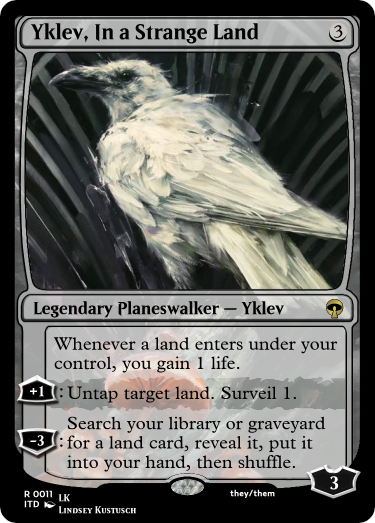 Yklev, In a Strange Land 3
Legendary Planeswalker — Yklev
Whenever a land enters under your
control, you gain 1 life.
+1 : Untap target land. Surveil 1.
Search your library or graveyard
-3 : for a land card, reveal it, put it
into your hand, then shuffle.
3
R 0011 LK they/them
ITD Lindsey Kustusch